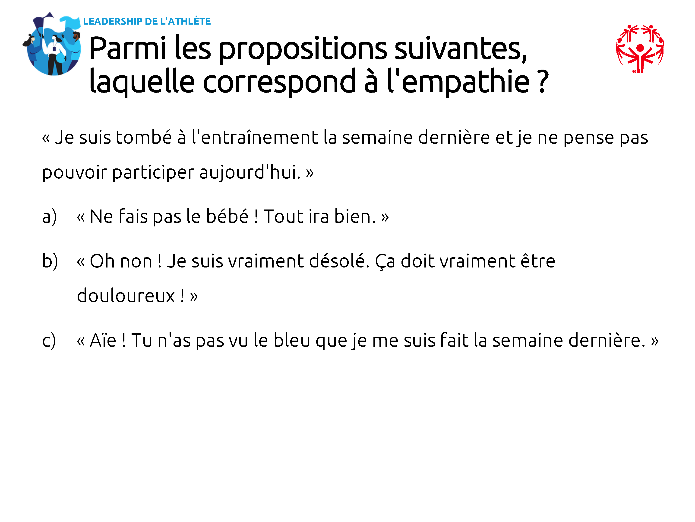 LEADERSHIP DE L'ATHLÈTE
Parmi les propositions suivantes,
laquelle correspond à l'empathie ?
« Je suis tombé à l'entraînement la semaine dernière et je ne pense pas
pouvoir participer aujourd'hui. »
a) « Ne fais pas le bébé ! Tout ira bien. »
b) « Oh non ! Je suis vraiment désolé. Ça doit vraiment être
douloureux ! »
c) « Aïe ! Tu n'as pas vu le bleu que je me suis fait la semaine dernière. »